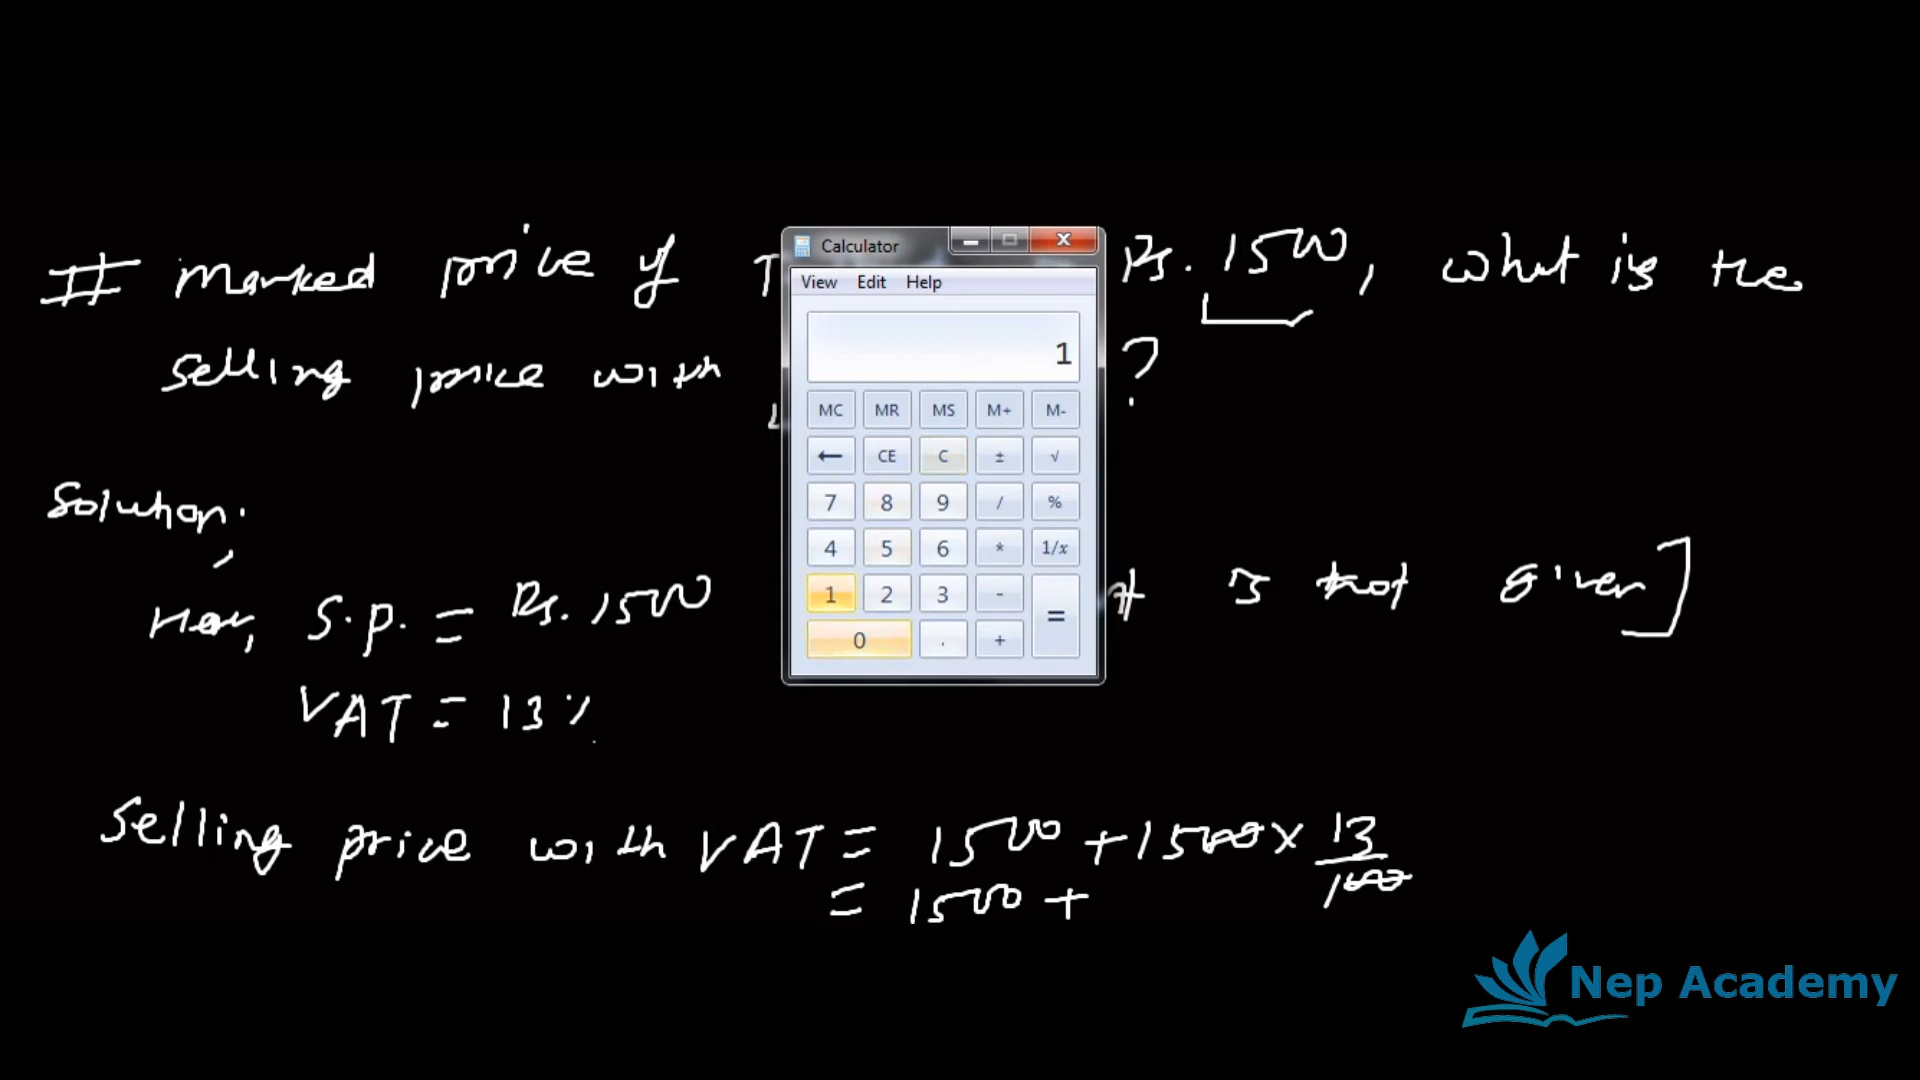 # Marked price of T Rs. 1500, what is the
selling price with ?
Solution:
Here, S.P. = Rs. 1500 is not given]
VAT = 13%
Selling price with VAT = 1500 + 1500 × 13/100
= 1500 +
Calculator
View Edit Help
1
MC MR MS M+ M-
← CE C ± √
7 8 9 / %
4 5 6 * 1/x
1 2 3 - =
0 . +
Nep Academy